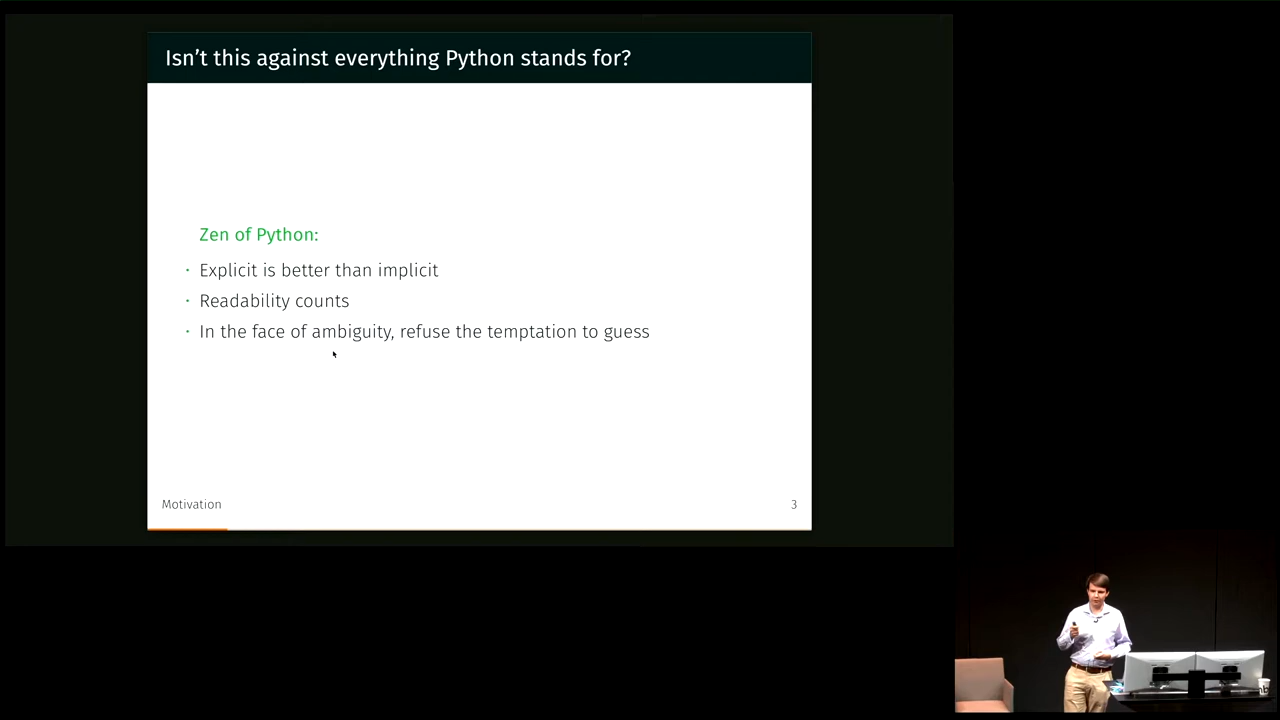 Isn’t this against everything Python stands for?
Zen of Python:
· Explicit is better than implicit
· Readability counts
· In the face of ambiguity, refuse the temptation to guess
Motivation
3